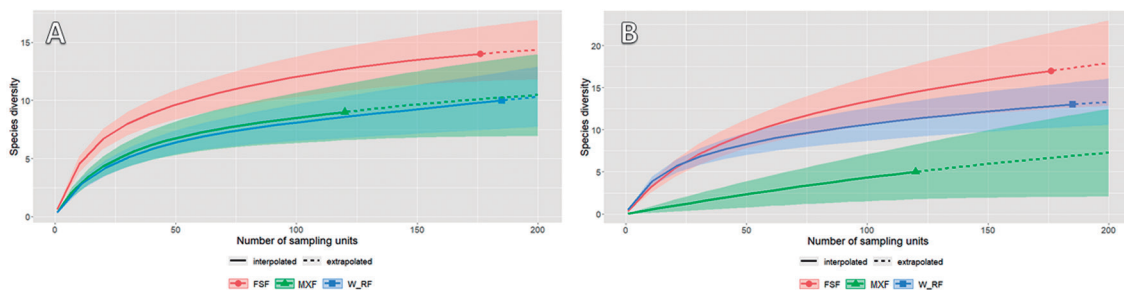 A
Species diversity
15
10
5
0
0
50
100
150
200
Number of sampling units
interpolated extrapolated
FSF MXF W_RF
B
Species diversity
20
15
10
5
0
0
50
100
150
200
Number of sampling units
interpolated extrapolated
FSF MXF W_RF